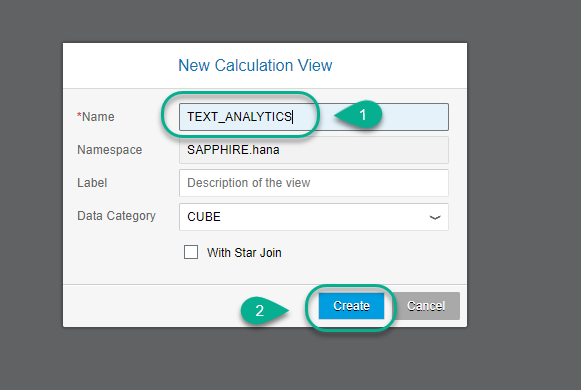 New Calculation View
*Name TEXT_ANALYTICS 1
Namespace SAPPHIRE.hana
Label Description of the view
Data Category CUBE
With Star Join
2 Create Cancel